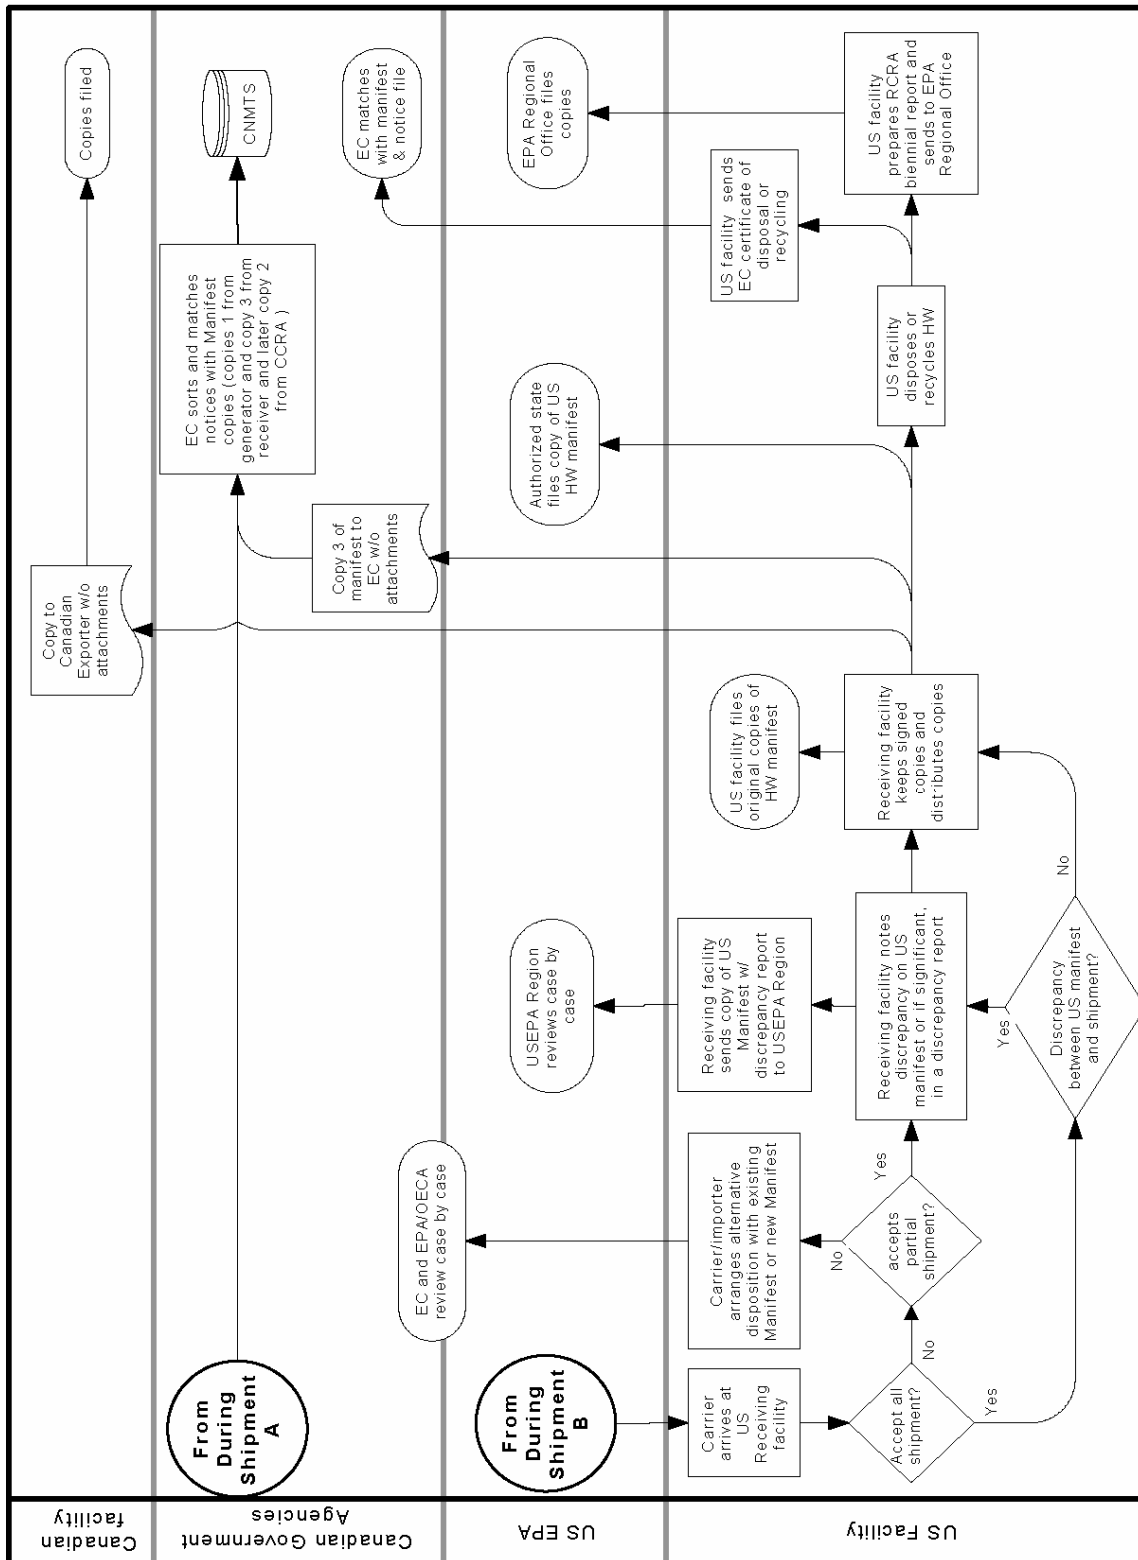 Canadian
facility
Copy to
Canadian
Exporter w/o
attachments
Copies filed
Canadian Government
Agencies
From
During
Shipment
A
EC and EPA/OECA
review case by case
Copy 3 of
manifest to
EC w/o
attachments
EC sorts and matches
notices with Manifest
copies (copies 1 from
generator and copy 3 from
receiver and later copy 2
from CCRA )
CNMTS
EC matches
with manifest
& notice file
US EPA
From
During
Shipment
B
USEPA Region
reviews case by
case
Authorized state
files copy of US
HW manifest
EPA Regional
Office files
copies
US Facility
Carrier
arrives at
US
Receiving
facility
Accept all
shipment?
No
Yes
Carrier/importer
arranges alternative
disposition with existing
Manifest or new Manifest
No
accepts
partial
shipment?
Yes
Receiving facility
sends copy of US
Manifest w/
discrepancy report
to USEPA Region
Receiving facility notes
discrepancy on US
manifest or if significant,
in a discrepancy report
Yes
Discrepancy
between US manifest
and shipment?
No
US facility files
original copies of
HW manifest
Receiving facility
keeps signed
copies and
distributes copies
US facility
disposes or
recycles HW
US facility sends
EC certificate of
disposal or
recycling
US facility
prepares RCRA
biennial report and
sends to EPA
Regional Office